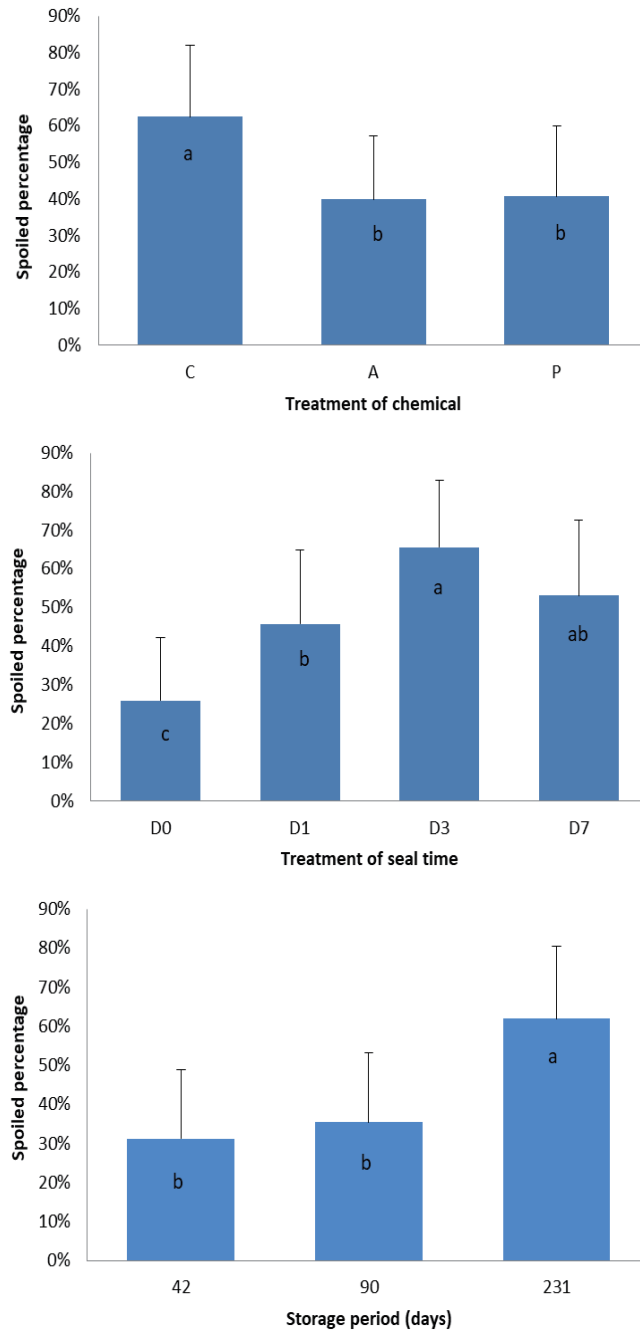 90%
80%
70%
60%
50%
40%
30%
20%
10%
0%
Spoiled percentage
a
b
b
C A P
Treatment of chemical
90%
80%
70%
60%
50%
40%
30%
20%
10%
0%
Spoiled percentage
c
b
a
ab
D0 D1 D3 D7
Treatment of seal time
90%
80%
70%
60%
50%
40%
30%
20%
10%
0%
Spoiled percentage
b
b
a
42 90 231
Storage period (days)